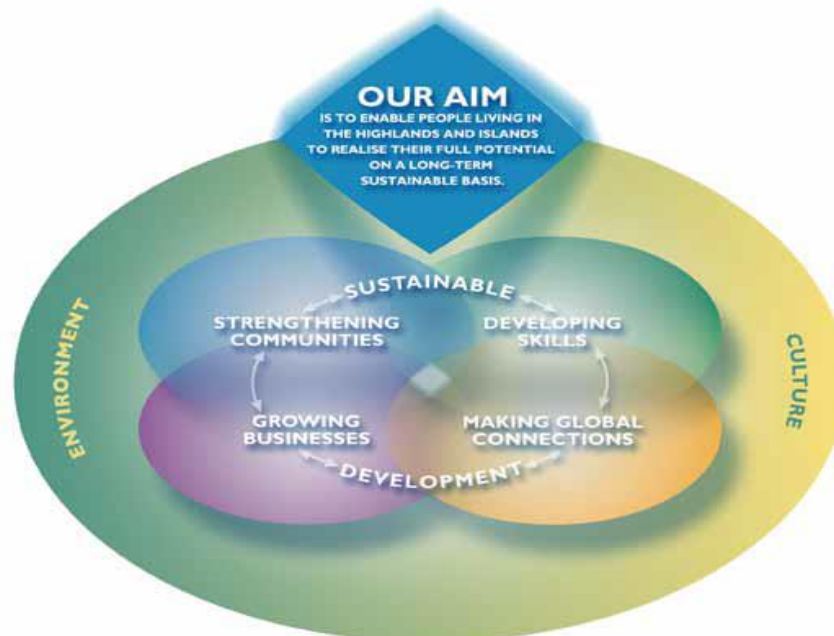 OUR AIM
IS TO ENABLE PEOPLE LIVING IN
THE HIGHLANDS AND ISLANDS
TO REALISE THEIR FULL POTENTIAL
ON A LONG-TERM
SUSTAINABLE BASIS.
ENVIRONMENT
SUSTAINABLE
STRENGTHENING
COMMUNITIES
DEVELOPING
SKILLS
GROWING
BUSINESSES
MAKING GLOBAL
CONNECTIONS
DEVELOPMENT
CULTURE